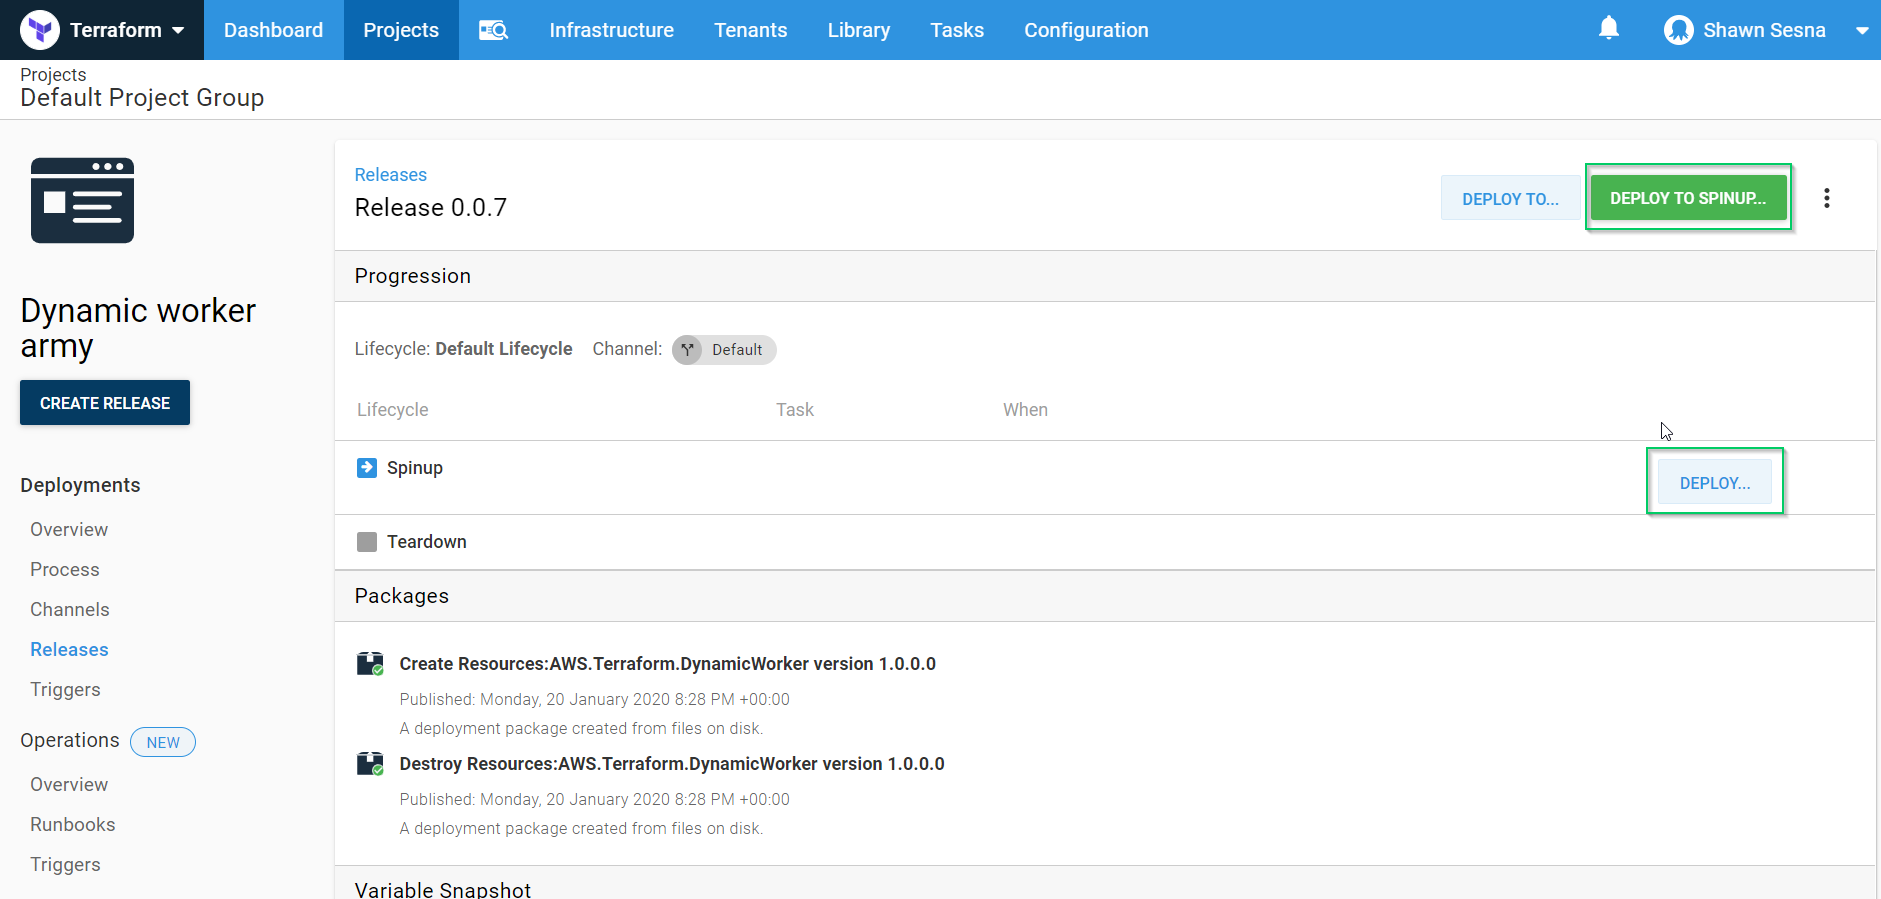 Terraform
Dashboard
Projects
Infrastructure
Tenants
Library
Tasks
Configuration
Shawn Sesna
Projects
Default Project Group
Dynamic worker
army
CREATE RELEASE
Deployments
Overview
Process
Channels
Releases
Triggers
Operations NEW
Overview
Runbooks
Triggers
Releases
Release 0.0.7
DEPLOY TO...
DEPLOY TO SPINUP...
Progression
Lifecycle: Default Lifecycle Channel: Default
Lifecycle Task When
Spinup
DEPLOY...
Teardown
Packages
Create Resources:AWS.Terraform.DynamicWorker version 1.0.0.0
Published: Monday, 20 January 2020 8:28 PM +00:00
A deployment package created from files on disk.
Destroy Resources:AWS.Terraform.DynamicWorker version 1.0.0.0
Published: Monday, 20 January 2020 8:28 PM +00:00
A deployment package created from files on disk.
Variable Snapshot